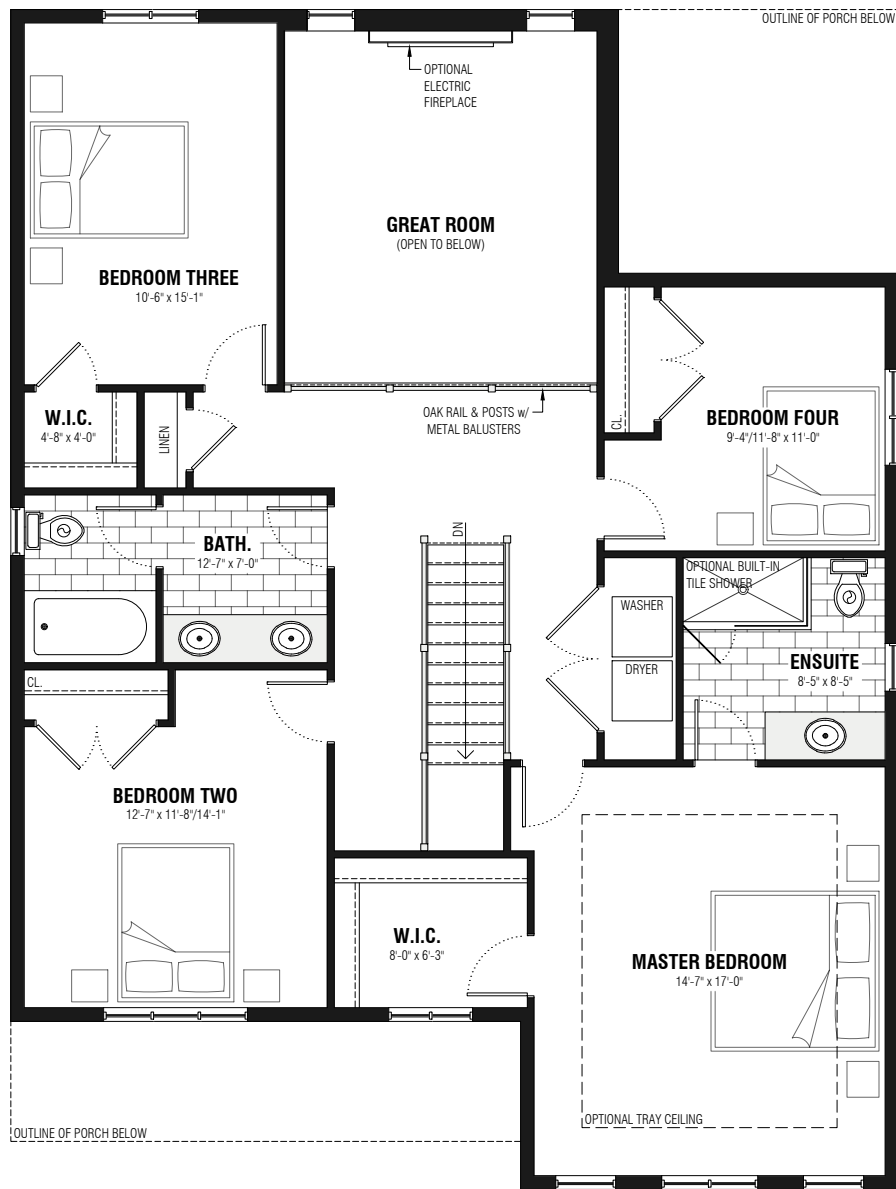 OUTLINE OF PORCH BELOW
OPTIONAL
ELECTRIC
FIREPLACE
GREAT ROOM
(OPEN TO BELOW)
BEDROOM THREE
10'-6" x 15'-1"
W.I.C.
4'-8" x 4'-0"
LINEN
OAK RAIL & POSTS w/
METAL BALUSTERS
CL.
BEDROOM FOUR
9'-4"/11'-8" x 11'-0"
BATH.
12'-7" x 7'-0"
DN
WASHER
DRYER
OPTIONAL BUILT-IN
TILE SHOWER
ENSUITE
8'-5" x 8'-5"
CL.
BEDROOM TWO
12'-7" x 11'-8"/14'-1"
W.I.C.
8'-0" x 6'-3"
MASTER BEDROOM
14'-7" x 17'-0"
OPTIONAL TRAY CEILING
OUTLINE OF PORCH BELOW